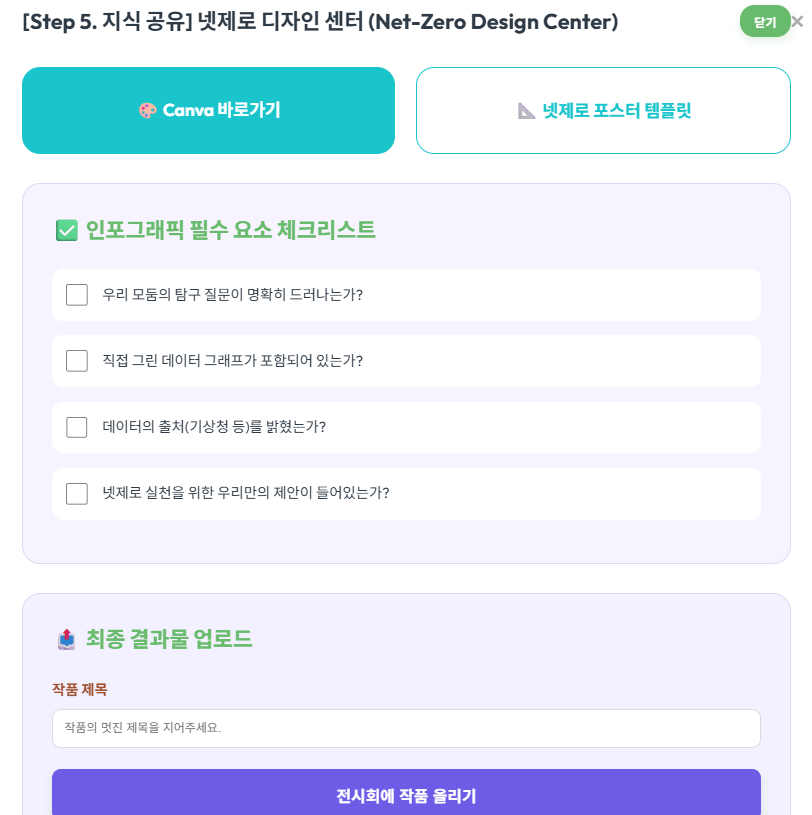 [Step 5. 지식 공유] 넷제로 디자인 센터 (Net-Zero Design Center)
닫기
🎨 Canva 바로가기
📐 넷제로 포스터 템플릿
✅ 인포그래픽 필수 요소 체크리스트
우리 모둠의 탐구 질문이 명확히 드러나는가?
직접 그린 데이터 그래프가 포함되어 있는가?
데이터의 출처(기상청 등)를 밝혔는가?
넷제로 실천을 위한 우리만의 제안이 들어있는가?
📤 최종 결과물 업로드
작품 제목
작품의 멋진 제목을 지어주세요.
전시회에 작품 올리기